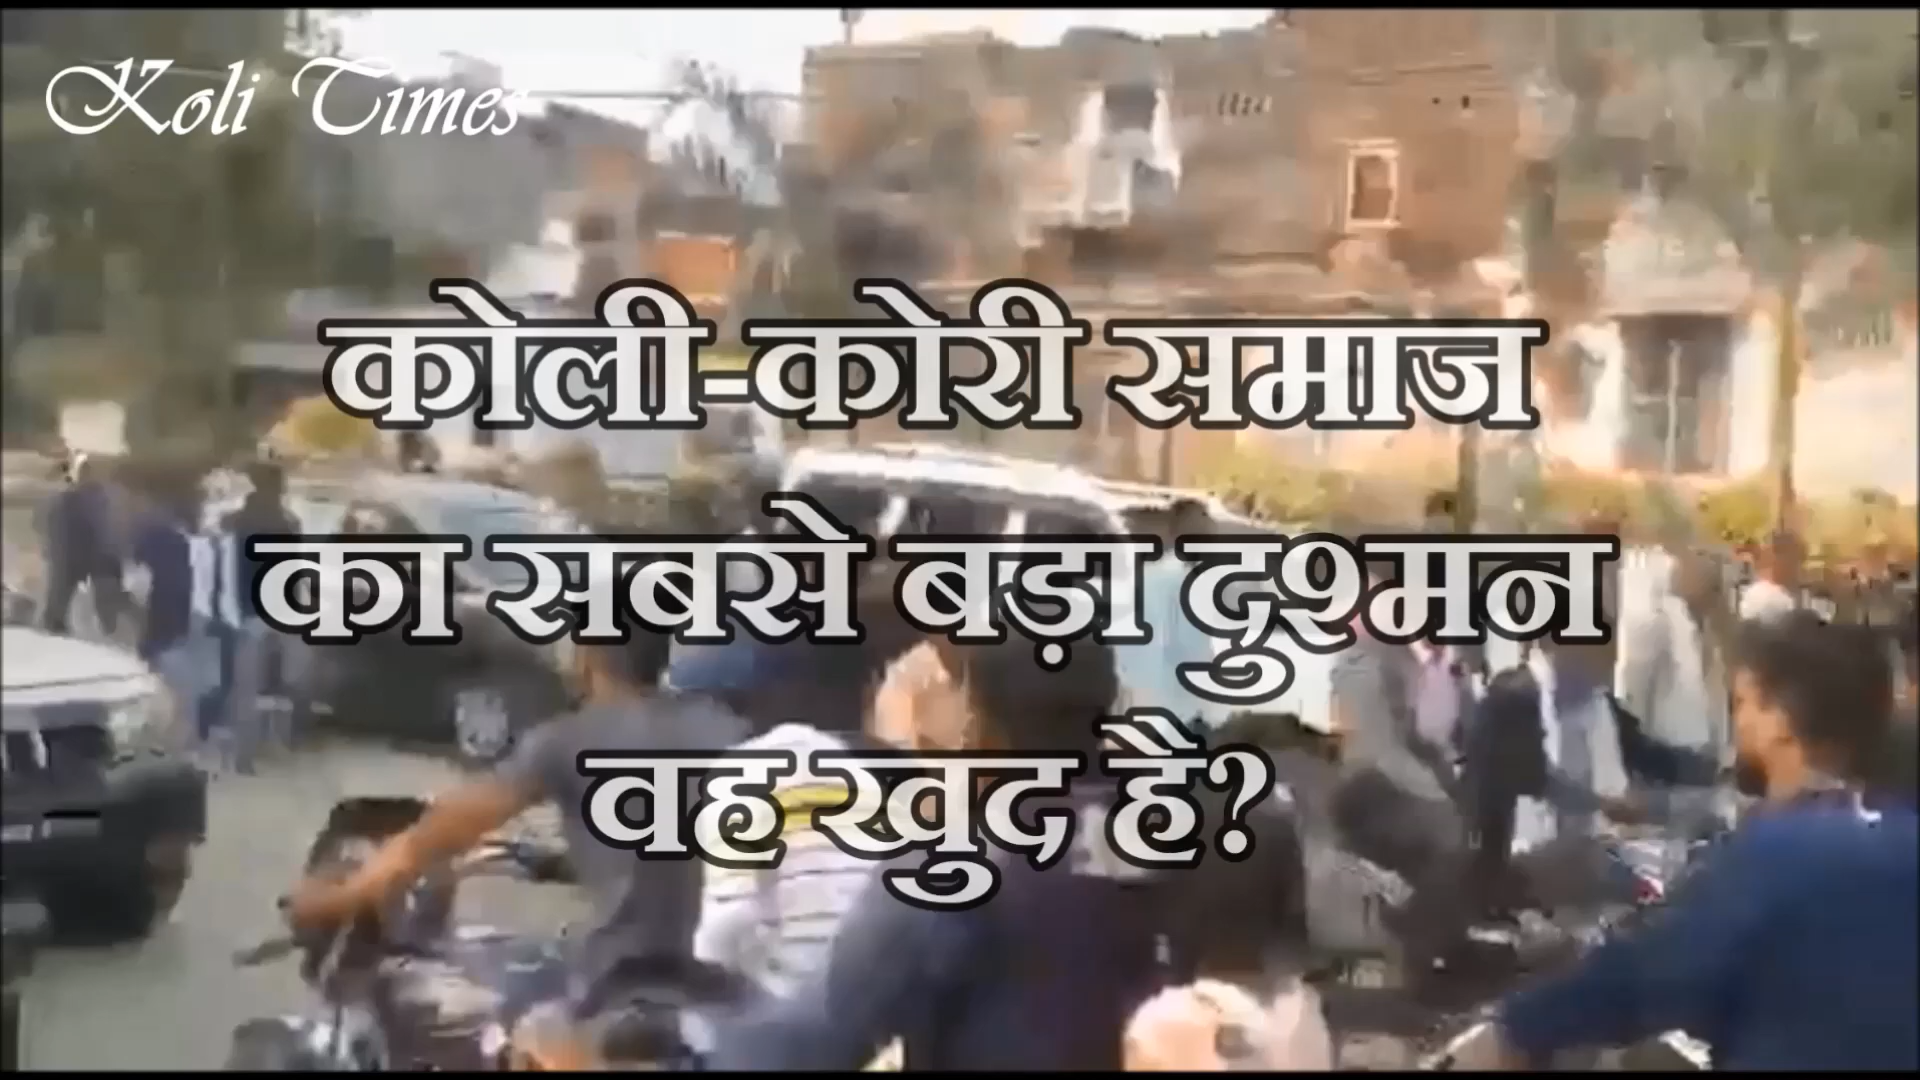 Koli Times
कोली-कोरी समाज
का सबसे बड़ा दुश्मन
वह खुद है?